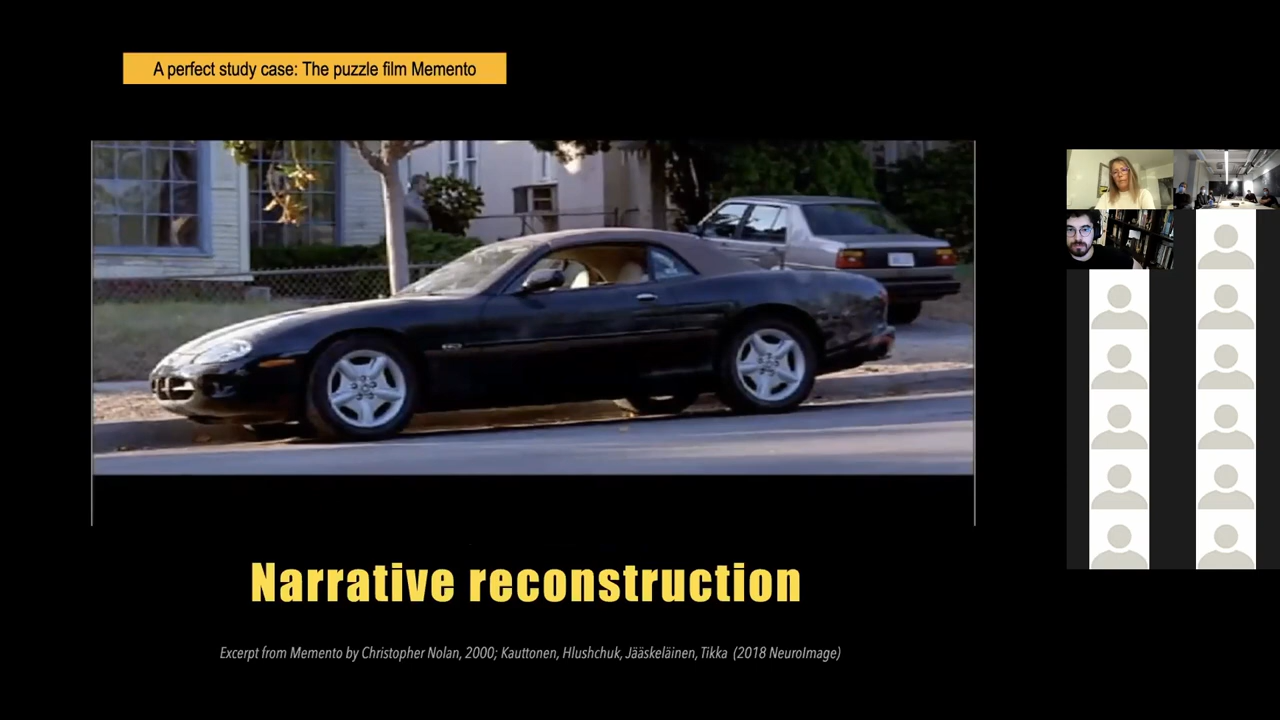 A perfect study case: The puzzle film Memento
Narrative reconstruction
Excerpt from Memento by Christopher Nolan, 2000; Kauttonen, Hlushchuk, Jääskeläinen, Tikka (2018 NeuroImage)